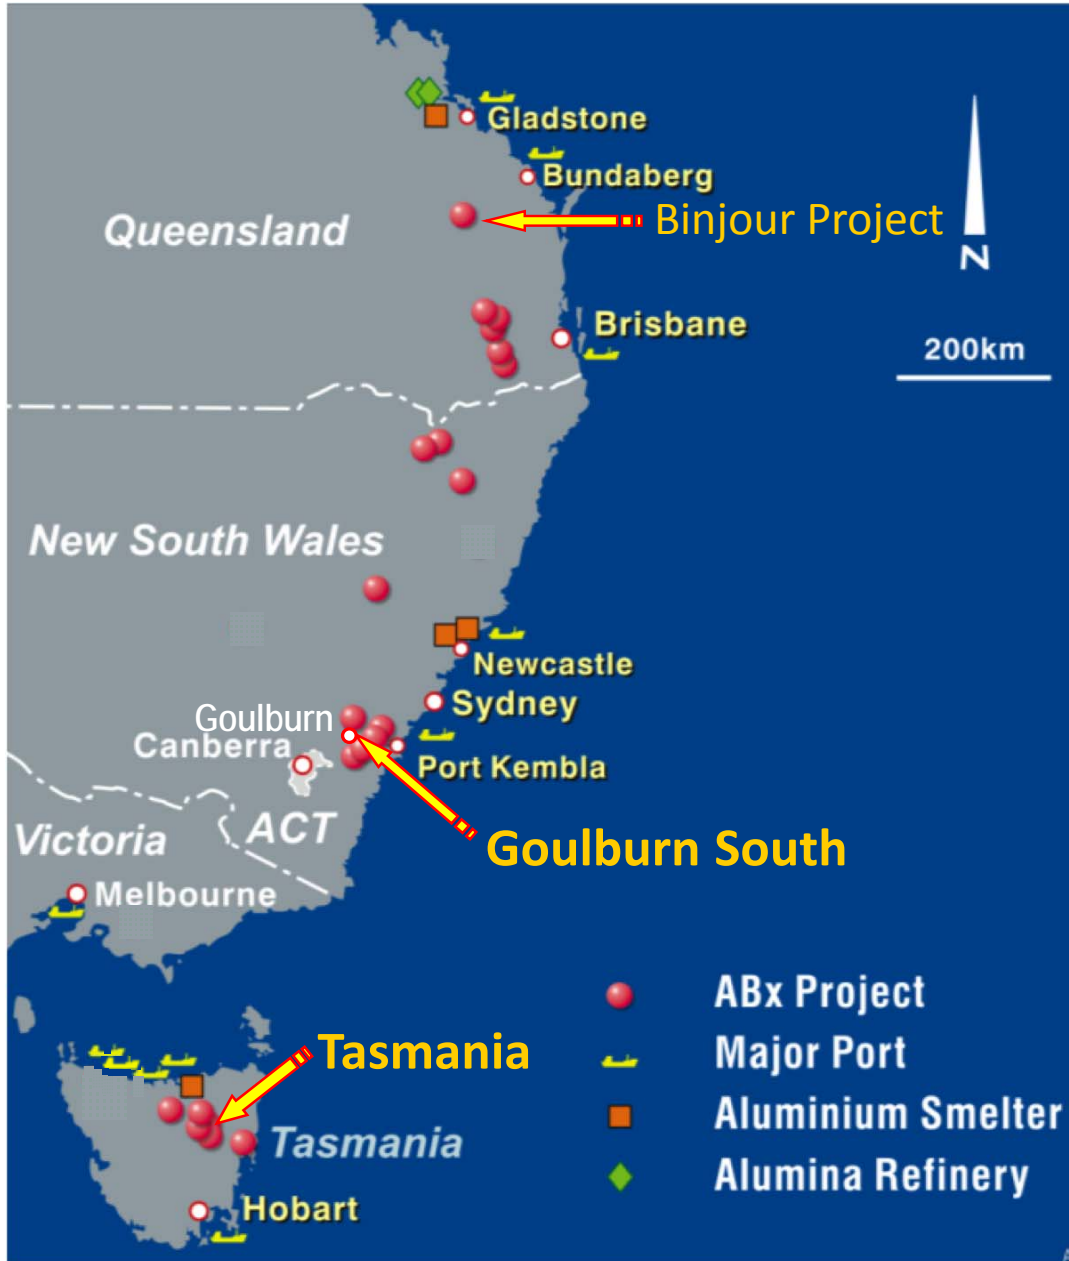 Gladstone
Bundaberg
Queensland
Binjour Project
N
Brisbane
200km
New South Wales
Newcastle
Sydney
Goulburn
Canberra
Port Kembla
ACT
Victoria
Goulburn South
Melbourne
ABx Project
Tasmania
Major Port
Aluminium Smelter
Tasmania
Alumina Refinery
Hobart